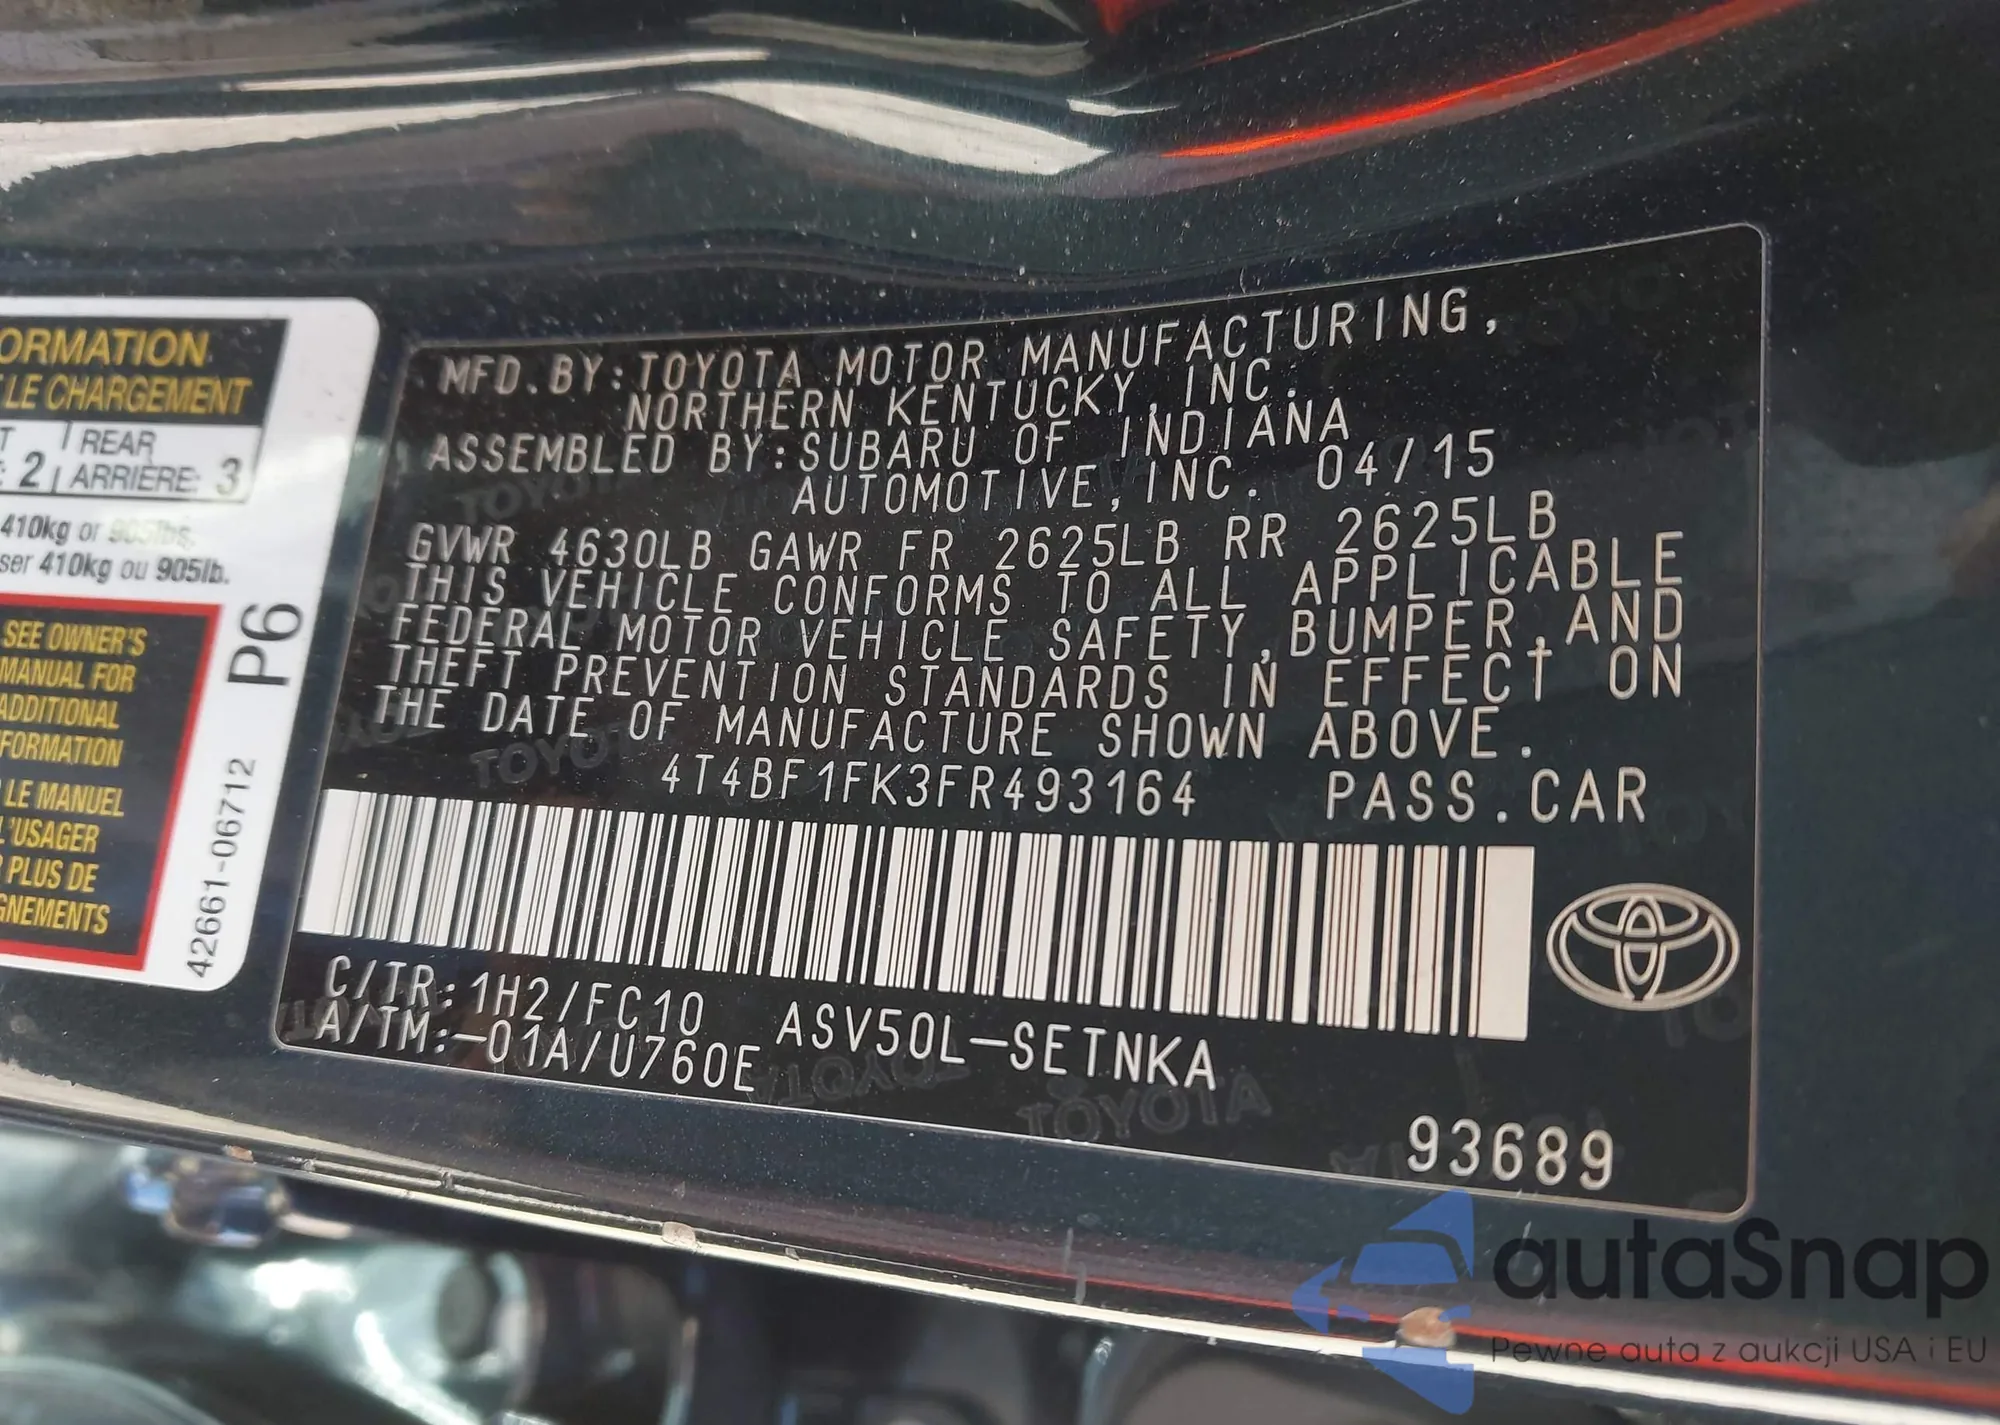 ORMATION
LE CHARGEMENT
REAR
2 ARRIÈRE: 3
410kg or 905lbs.
ser 410kg ou 905lb.
SEE OWNER'S
MANUAL FOR
ADDITIONAL
FORMATION
LE MANUEL
L'USAGER
PLUS DE
GNEMENTS
P6
42661-06712
MFD.BY:TOYOTA MOTOR MANUFACTURING,
NORTHERN KENTUCKY,INC.
ASSEMBLED BY:SUBARU OF INDIANA
AUTOMOTIVE,INC. 04/15
GVWR 4630LB GAWR FR 2625LB RR 2625LB
THIS VEHICLE CONFORMS TO ALL APPLICABLE
FEDERAL MOTOR VEHICLE SAFETY,BUMPER,AND
THEFT PREVENTION STANDARDS IN EFFECT ON
THE DATE OF MANUFACTURE SHOWN ABOVE.
4T4BF1FK3FR493164 PASS.CAR
C/TR:1H2/FC10 ASV50L-SETNKA
A/TM:-01A/U760E
93689
autaSnap
Pewne auta z aukcji USA i EU